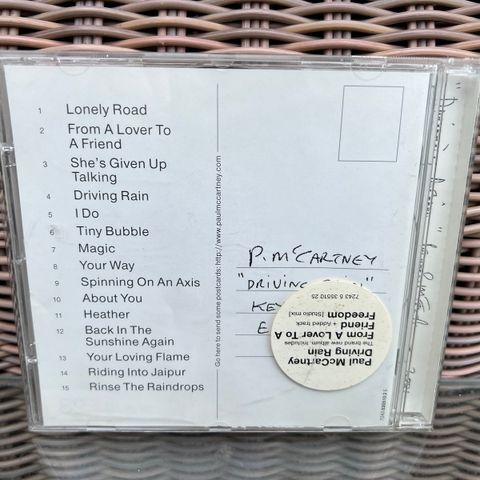 1 Lonely Road
2 From A Lover To
A Friend
3 She's Given Up
Talking
4 Driving Rain
5 I Do
6 Tiny Bubble
7 Magic
8 Your Way
9 Spinning On An Axis
10 About You
11 Heather
12 Back In The
Sunshine Again
13 Your Loving Flame
14 Riding Into Jaipur
15 Rinse The Raindrops
Go here to send some postcards: http://www.paulmccartney.com
P. McCARTNEY
"DRIVING
Paul McCartney
Driving Rain
The brand new album. Includes
From A Lover To A
Friend + Added track
Freedom [Studio mix]
7243 5 35510 25